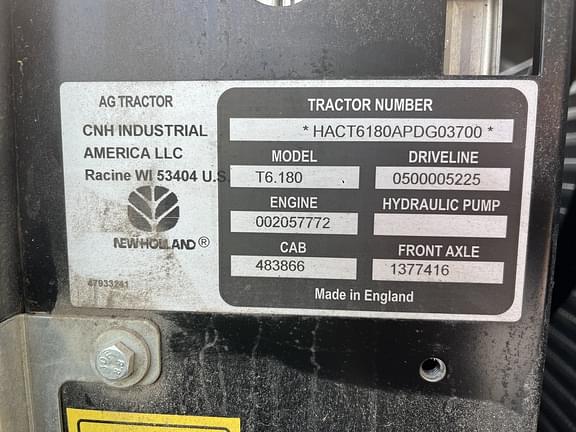 AG TRACTOR
CNH INDUSTRIAL
AMERICA LLC
Racine WI 53404 U.S.
NEW HOLLAND ®
47933241
TRACTOR NUMBER
* HACT6180APDG03700 *
MODEL
DRIVELINE
T6.180
0500005225
ENGINE
HYDRAULIC PUMP
002057772
CAB
FRONT AXLE
483866
1377416
Made in England